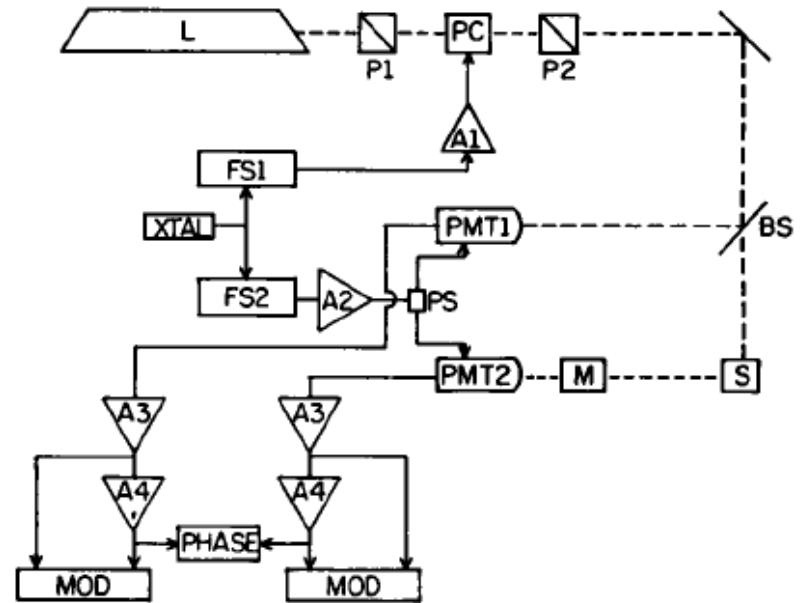 L
PC
P1
P2
A1
FS1
XTAL
PMT1
BS
FS2
A2
PS
PMT2
M
S
A3
A3
A4
A4
PHASE
MOD
MOD